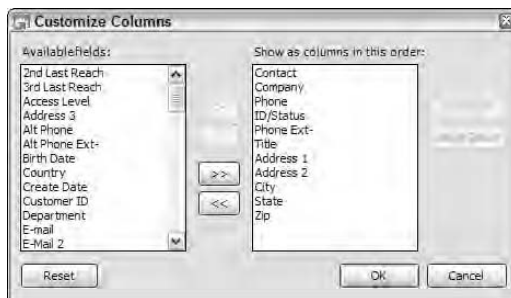 Customize Columns
Availablefields:
2nd Last Reach
3rd Last Reach
Access Level
Address 3
Alt Phone
Alt Phone Ext-
Birth Date
Country
Create Date
Customer ID
Department
E-mail
E-Mail 2
>>
<<
Show as columns in this order:
Contact
Company
Phone
ID/Status
Phone Ext-
Title
Address 1
Address 2
City
State
Zip
Reset
OK
Cancel